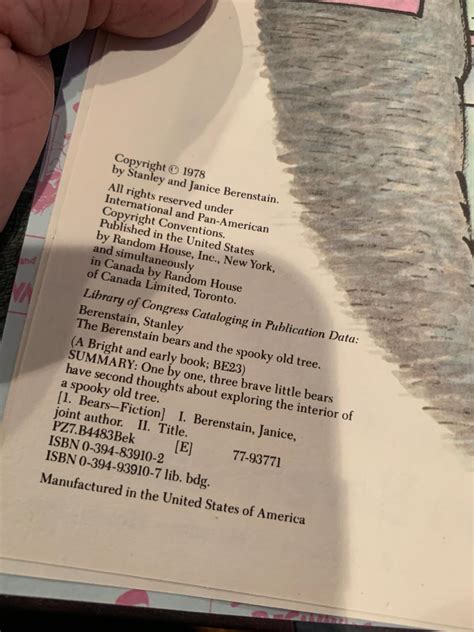 Copyright © 1978
by Stanley and Janice Berenstain.
All rights reserved under
International and Pan-American
Copyright Conventions.
Published in the United States
by Random House, Inc., New York,
and simultaneously
in Canada by Random House
of Canada Limited, Toronto.
Library of Congress Cataloging in Publication Data:
Berenstain, Stanley
The Berenstain bears and the spooky old tree.
(A Bright and early book; BE23)
SUMMARY: One by one, three brave little bears
have second thoughts about exploring the interior of
a spooky old tree.
[1. Bears—Fiction] I. Berenstain, Janice,
joint author. II. Title.
PZ7.B4483Bek [E] 77-93771
ISBN 0-394-83910-2
ISBN 0-394-93910-7 lib. bdg.
Manufactured in the United States of America